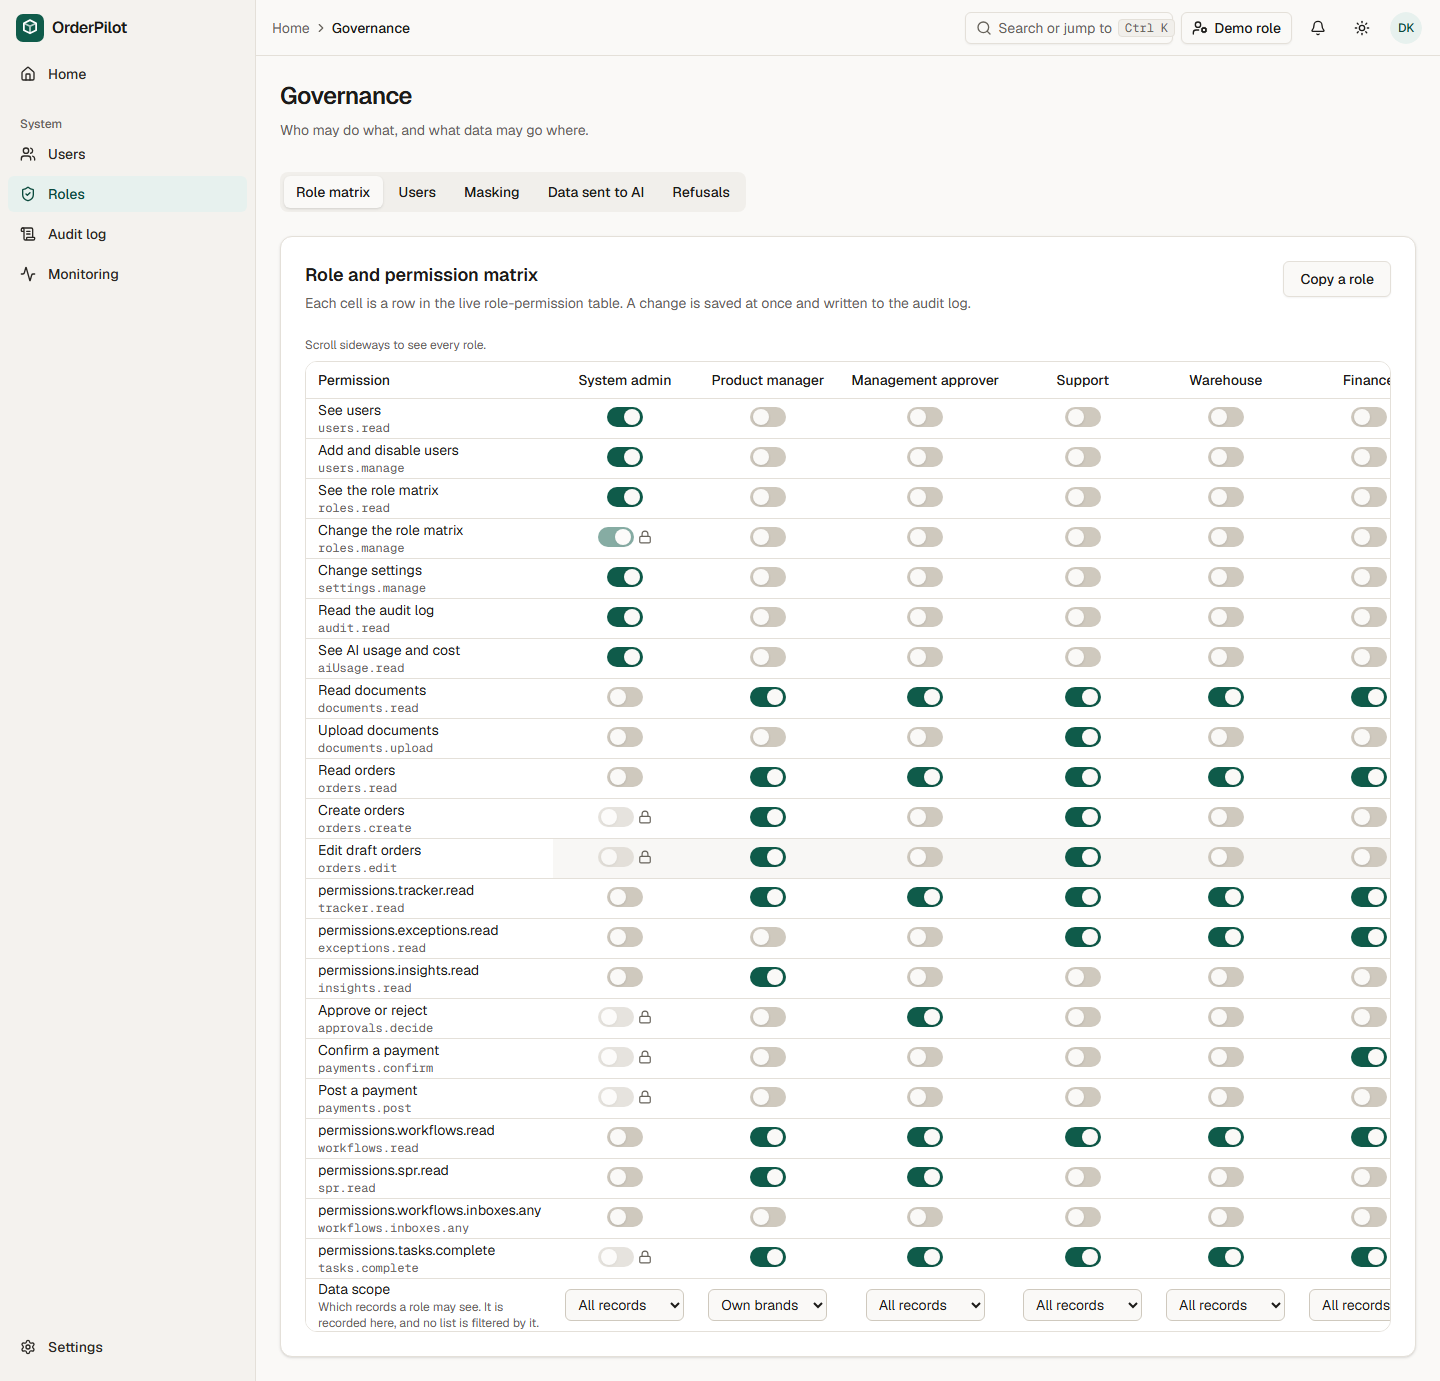 OrderPilot
Home
System
Users
Roles
Audit log
Monitoring
Settings
Home > Governance
Search or jump to Ctrl K
Demo role
DK
Governance
Who may do what, and what data may go where.
Role matrix Users Masking Data sent to AI Refusals
Role and permission matrix
Each cell is a row in the live role-permission table. A change is saved at once and written to the audit log.
Copy a role
Scroll sideways to see every role.
Permission System admin Product manager Management approver Support Warehouse Finance
See users
users.read
Add and disable users
users.manage
See the role matrix
roles.read
Change the role matrix
roles.manage
Change settings
settings.manage
Read the audit log
audit.read
See AI usage and cost
aiUsage.read
Read documents
documents.read
Upload documents
documents.upload
Read orders
orders.read
Create orders
orders.create
Edit draft orders
orders.edit
permissions.tracker.read
tracker.read
permissions.exceptions.read
exceptions.read
permissions.insights.read
insights.read
Approve or reject
approvals.decide
Confirm a payment
payments.confirm
Post a payment
payments.post
permissions.workflows.read
workflows.read
permissions.spr.read
spr.read
permissions.workflows.inboxes.any
workflows.inboxes.any
permissions.tasks.complete
tasks.complete
Data scope
Which records a role may see. It is
recorded here, and no list is filtered by it.
All records Own brands All records All records All records All records